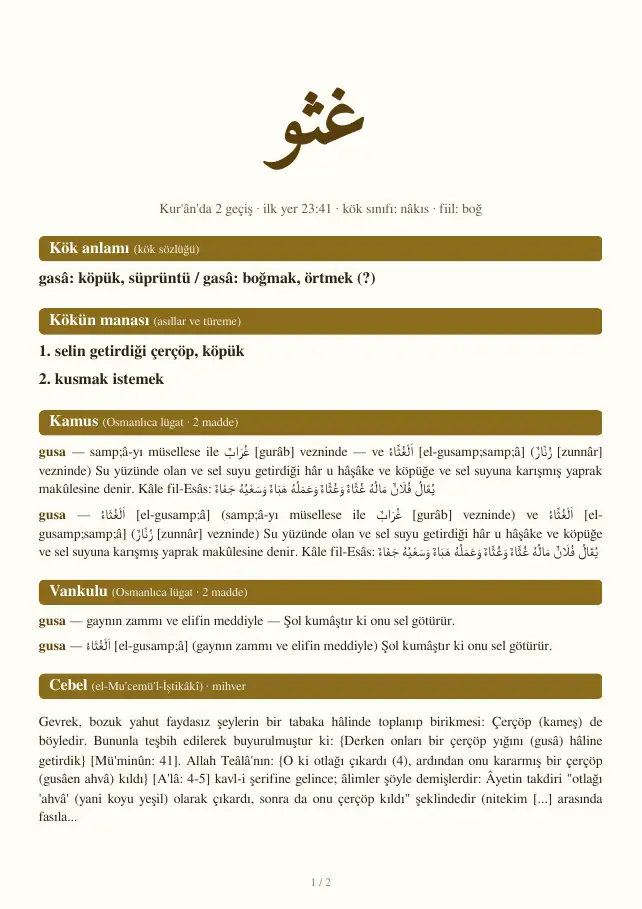 غثو
Kur'ân'da 2 geçiş · ilk yer 23:41 · kök sınıfı: nâkıs · fiil: boğ
Kök anlamı (kök sözlüğü)
gasâ: köpük, süprüntü / gasâ: boğmak, örtmek (?)
Kökün manası (asıllar ve türeme)
1. selin getirdiği çerçöp, köpük
2. kusmak istemek
Kamus (Osmanlıca lügat · 2 madde)
gusa — samp;â-yı müsellese ile غُرَابٌ [gurâb] vezninde — ve اَلْغُثَّاءُ [el-gusamp;samp;â] (زُنَّارٌ [zunnâr]
vezninde) Su yüzünde olan ve sel suyu getirdiği hâr u hâşâke ve köpüğe ve sel suyuna karışmış yaprak
makûlesine denir. Kâle fil-Esâs: يُقَالُ فُلَانٌ مَالُهُ غُثَاءٌ وَعُثَّاءٌ وَعَمَلُهُ هَبَاءٌ وَسَعْيُهُ جَفَاءٌ
gusa — اَلْغُثَاءُ [el-gusamp;â] (samp;â-yı müsellese ile غُرَابٌ [gurâb] vezninde) ve اَلْغُثَّاءُ [el-
gusamp;samp;â] (زُنَّارٌ [zunnâr] vezninde) Su yüzünde olan ve sel suyu getirdiği hâr u hâşâke ve köpüğe
ve sel suyuna karışmış yaprak makûlesine denir. Kâle fil-Esâs: يُقَالُ فُلَانٌ مَالُهُ غُثَاءٌ وَغُثَّاءٌ وَعَمَلُهُ هَبَاءٌ وَسَعْيُهُ جَفَاءٌ
Vankulu (Osmanlıca lügat · 2 madde)
gusa — gaynın zammı ve elifin meddiyle — Şol kumâştır ki onu sel götürür.
gusa — اَلْغُثَاءُ [el-gusamp;â] (gaynın zammı ve elifin meddiyle) Şol kumâştır ki onu sel götürür.
Cebel (el-Mu'cemü'l-İştikâkî) · mihver
Gevrek, bozuk yahut faydasız şeylerin bir tabaka hâlinde toplanıp birikmesi: Çerçöp (kameş) de
böyledir. Bununla teşbih edilerek buyurulmuştur ki: {Derken onları bir çerçöp yığını (gusâ) hâline
getirdik} [Mü'minûn: 41]. Allah Teâlâ'nın: {O ki otlağı çıkardı (4), ardından onu kararmış bir çerçöp
(gusâen ahvâ) kıldı} [A'lâ: 4-5] kavl-i şerifine gelince; âlimler şöyle demişlerdir: Âyetin takdiri "otlağı
'ahvâ' (yani koyu yeşil) olarak çıkardı, sonra da onu çerçöp kıldı" şeklindedir (nitekim [...] arasında
fasıla...
1 / 2